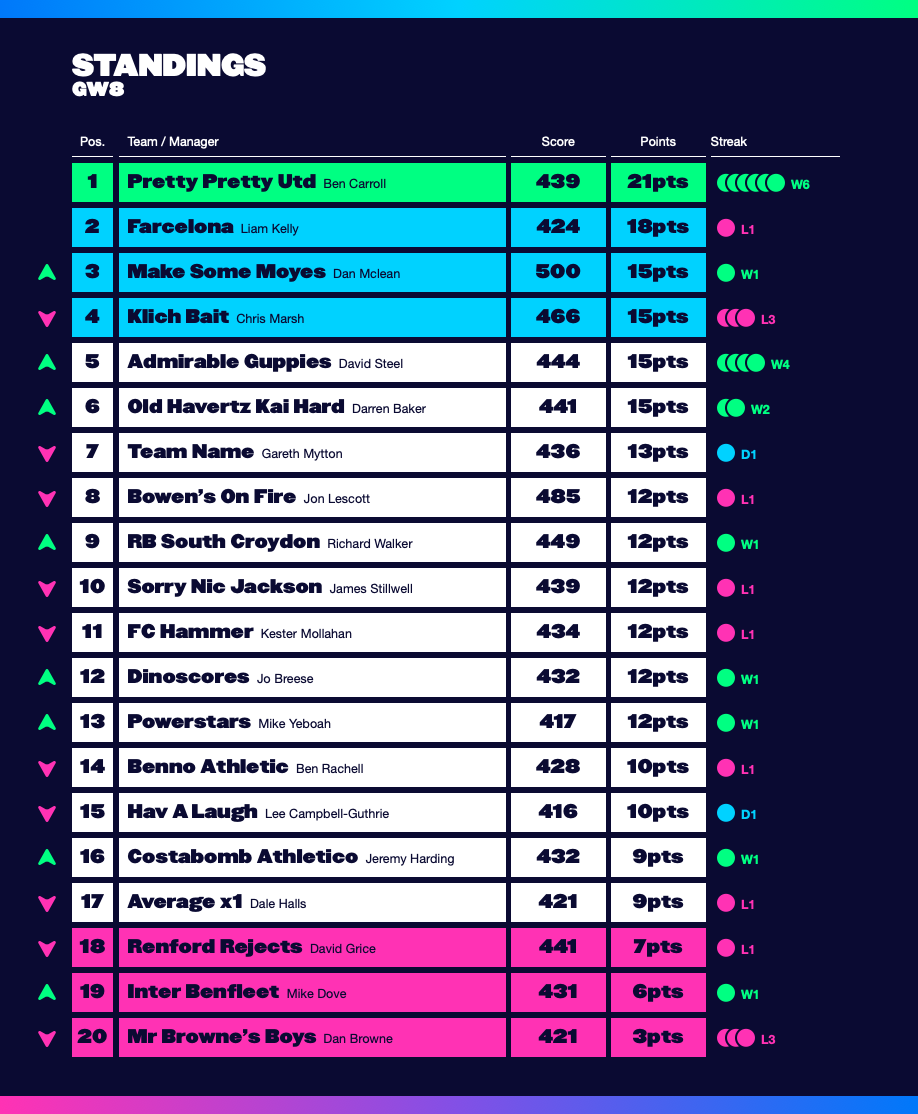 STANDINGS
GW8
Pos. Team / Manager Score Points Streak
1 Pretty Pretty Utd Ben Carroll 439 21pts W6
2 Farcelona Liam Kelly 424 18pts L1
3 Make Some Moyes Dan Mclean 500 15pts W1
4 Klich Bait Chris Marsh 466 15pts L3
5 Admirable Guppies David Steel 444 15pts W4
6 Old Havertz Kai Hard Darren Baker 441 15pts W2
7 Team Name Gareth Mytton 436 13pts D1
8 Bowen’s On Fire Jon Lescott 485 12pts L1
9 RB South Croydon Richard Walker 449 12pts W1
10 Sorry Nic Jackson James Stillwell 439 12pts L1
11 FC Hammer Kester Mollahan 434 12pts L1
12 Dinoscores Jo Breese 432 12pts W1
13 Powerstars Mike Yeboah 417 12pts W1
14 Benno Athletic Ben Rachell 428 10pts L1
15 Hav A Laugh Lee Campbell-Guthrie 416 10pts D1
16 Costabomb Athletico Jeremy Harding 432 9pts W1
17 Average x1 Dale Halls 421 9pts L1
18 Renford Rejects David Grice 441 7pts L1
19 Inter Benfleet Mike Dove 431 6pts W1
20 Mr Browne’s Boys Dan Browne 421 3pts L3